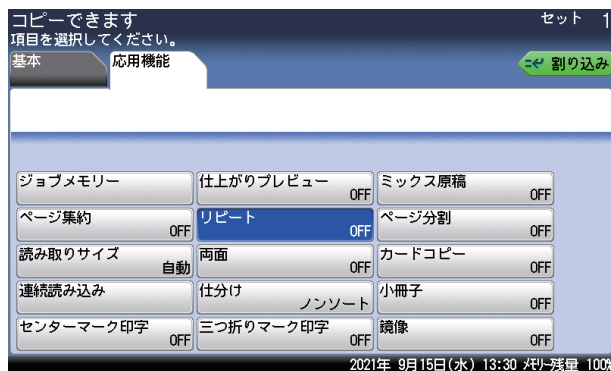 コピーできます
セット 1
項目を選択してください。
基本 応用機能 割り込み
ジョブメモリー 仕上がりプレビュー OFF ミックス原稿 OFF
ページ集約 OFF リピート OFF ページ分割 OFF
読み取りサイズ 自動 両面 OFF カードコピー OFF
連続読み込み 仕分け ノンソート 小冊子 OFF
センターマーク印字 OFF 三つ折りマーク印字 OFF 鏡像 OFF
2021年 9月15日(水) 13:30 メモリー残量 100%